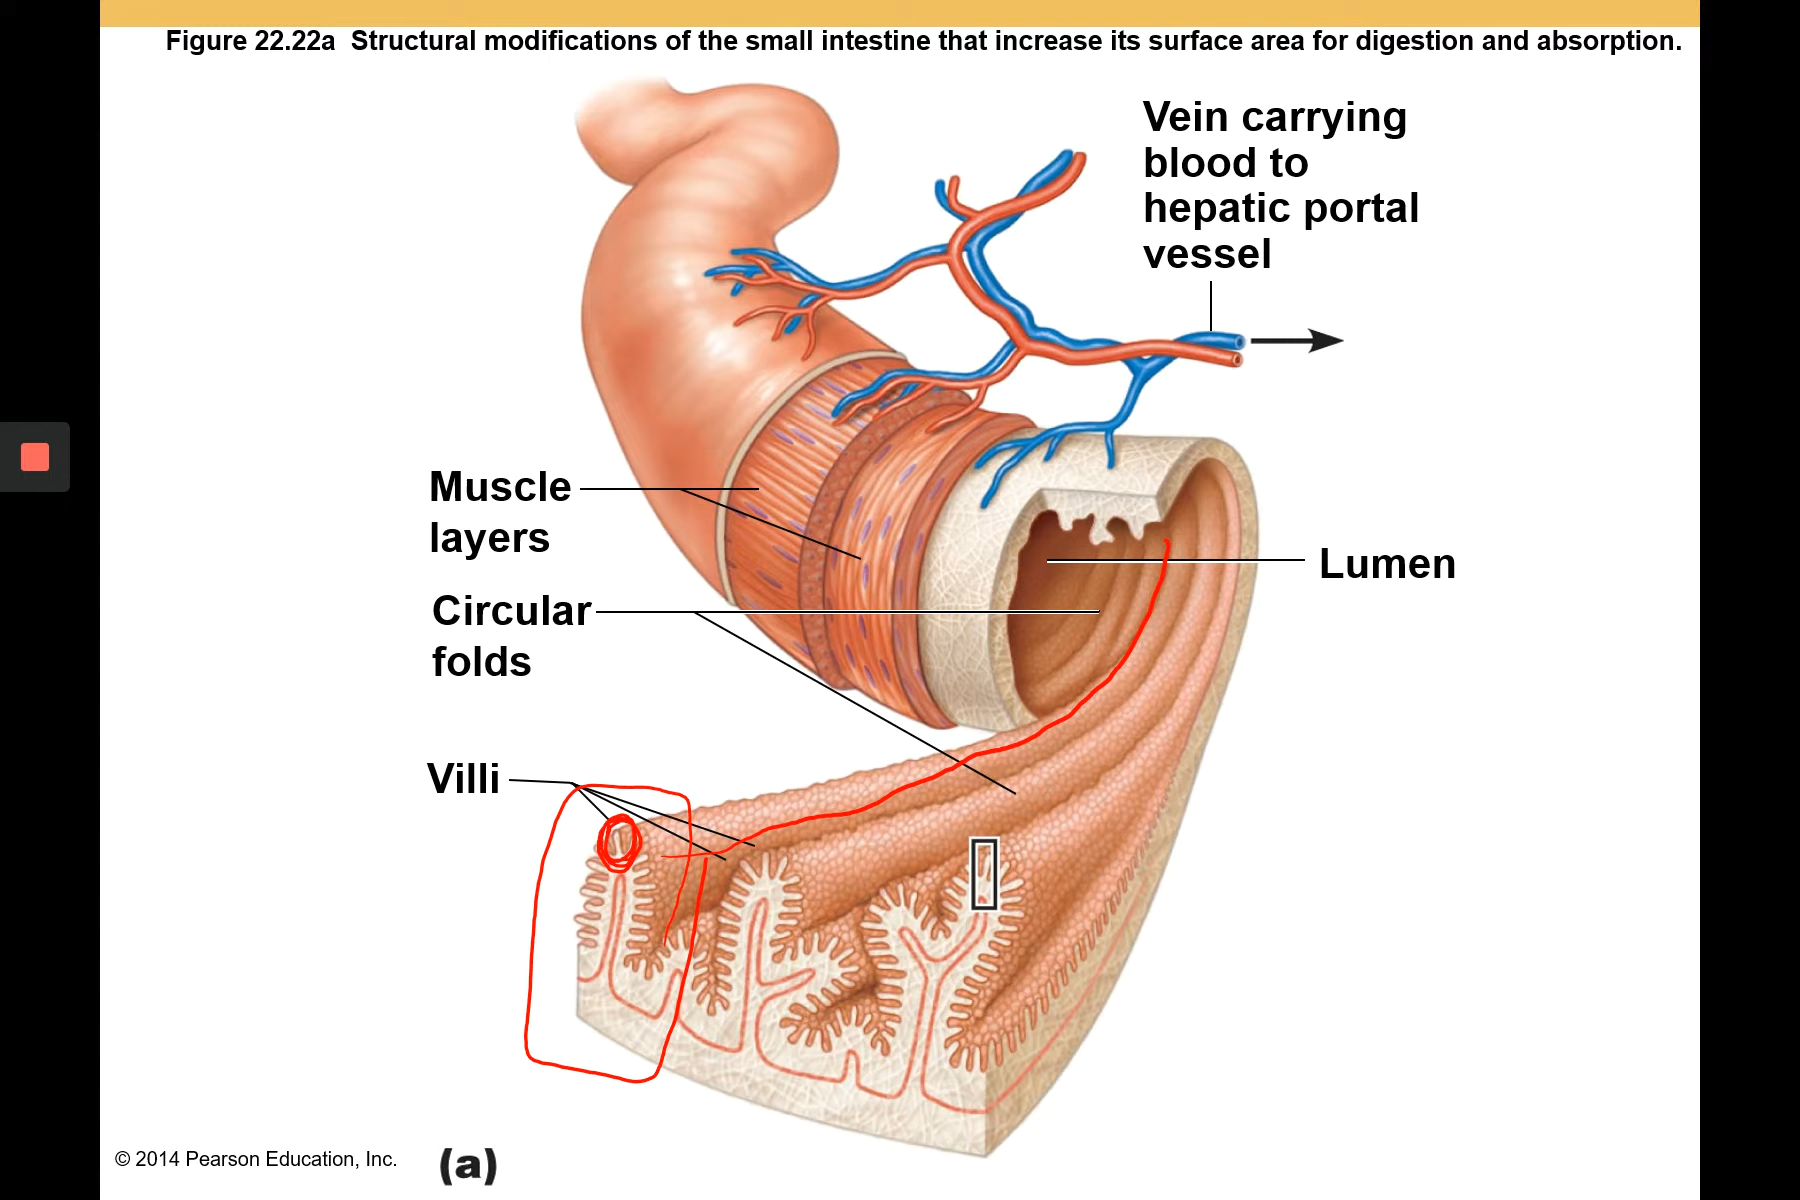 Figure 22.22a  Structural modifications of the small intestine that increase its surface area for digestion and absorption.
Vein carrying
blood to
hepatic portal
vessel
Muscle
layers
Lumen
Circular
folds
Villi
© 2014 Pearson Education, Inc.
(a)